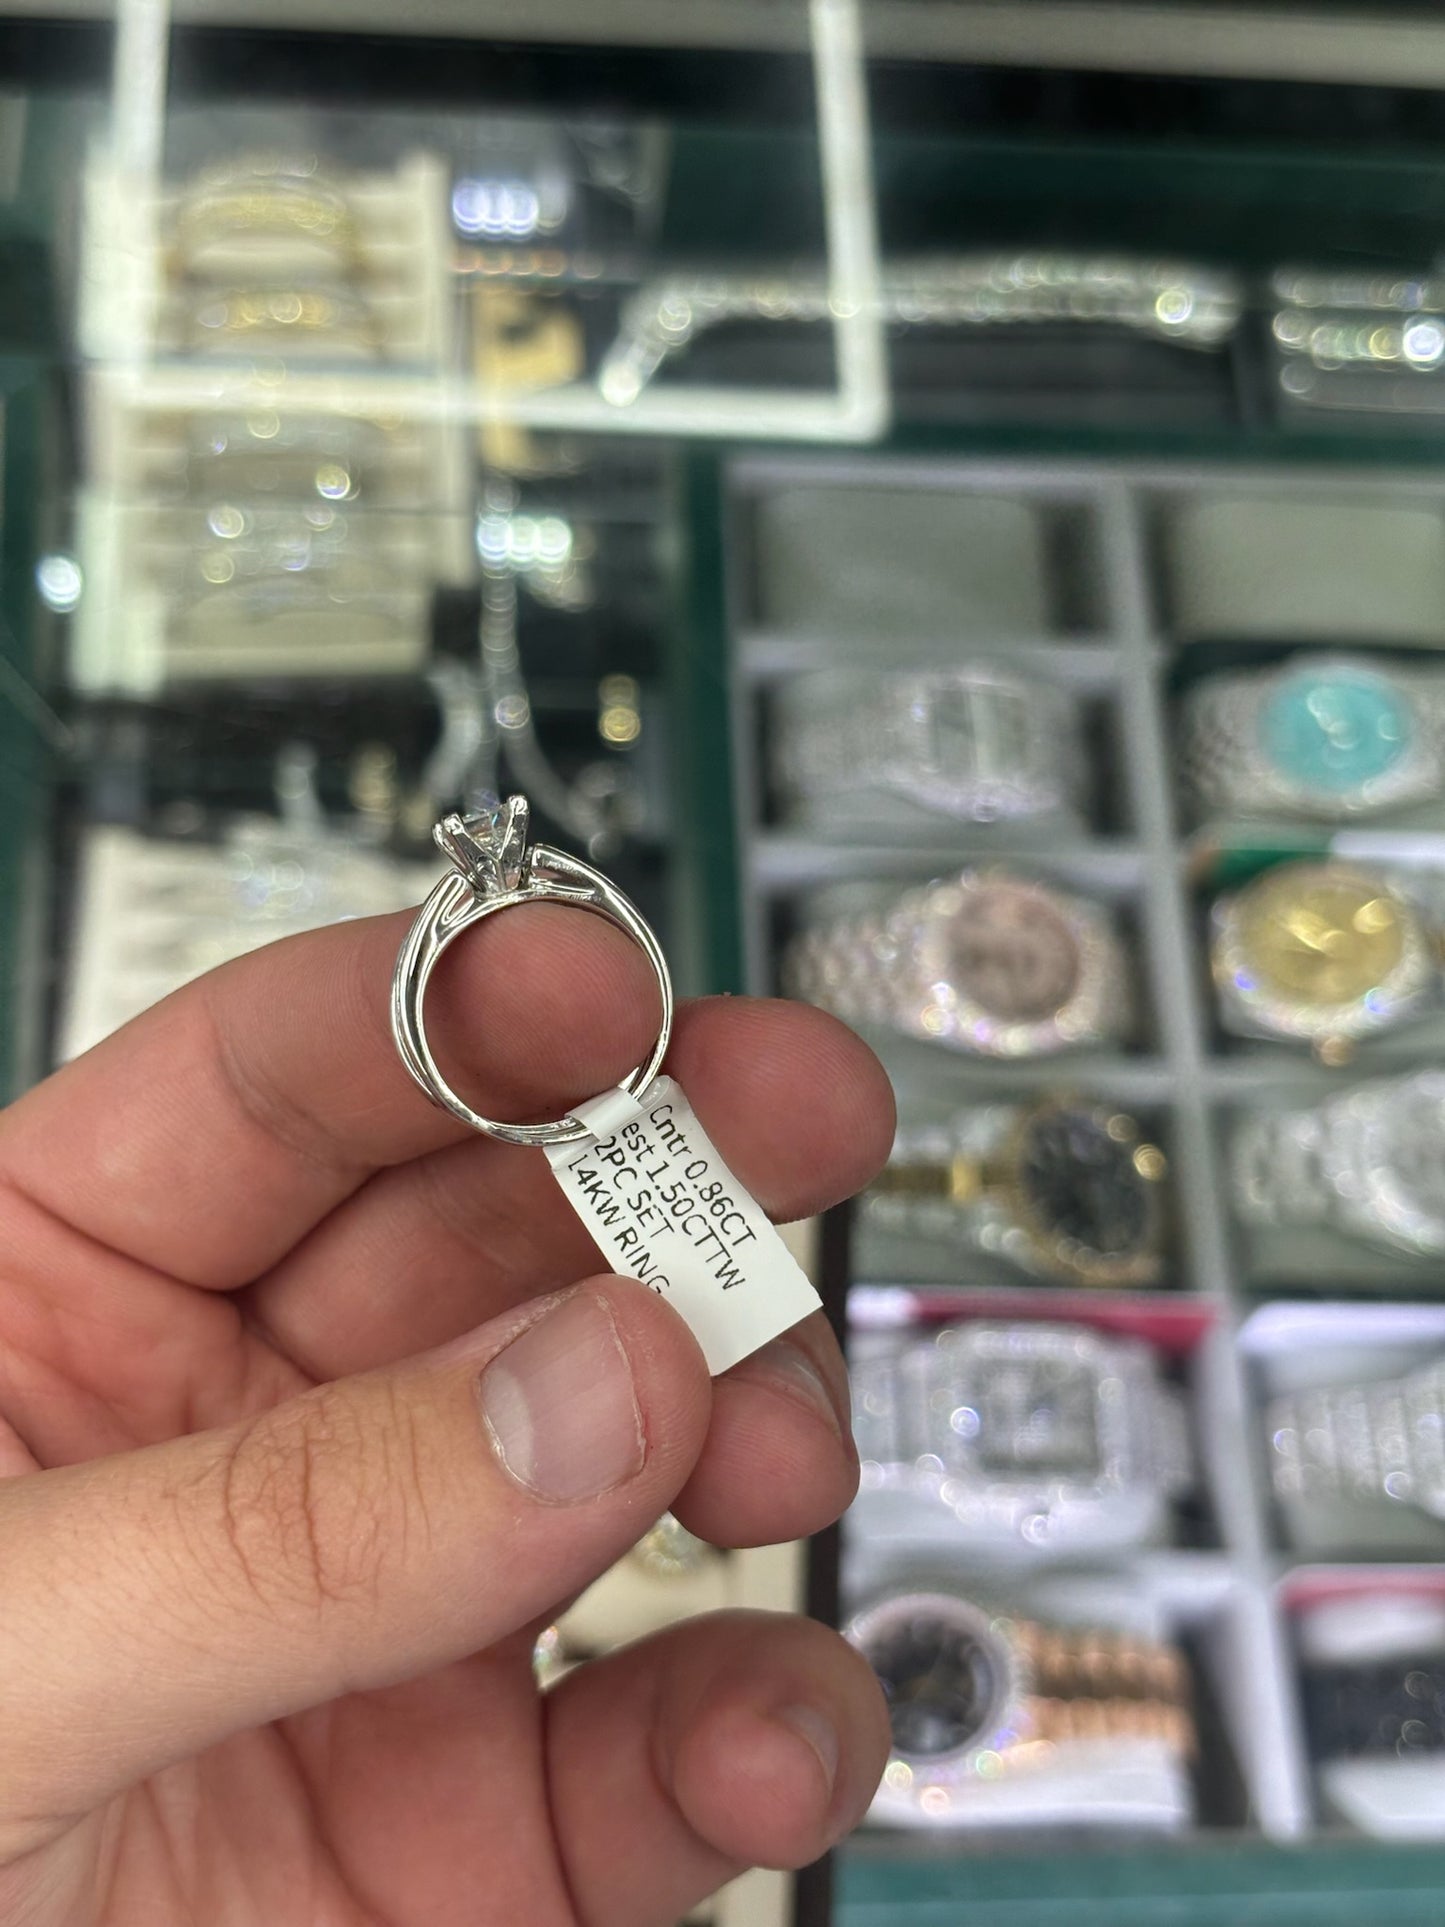 Cntr 0.86CT
est 1.50CTTW
2PC SET
14KW RING